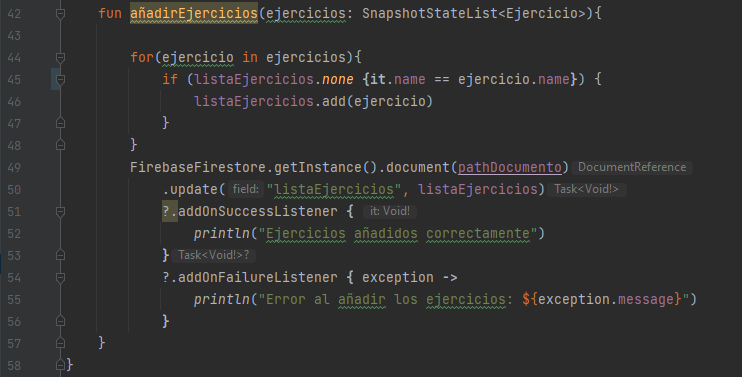 42 fun añadirEjercicios(ejercicios: SnapshotStateList<Ejercicio>){
43
44 for(ejercicio in ejercicios){
45 if (listaEjercicios.none {it.name == ejercicio.name}) {
46 listaEjercicios.add(ejercicio)
47 }
48 }
49 FirebaseFirestore.getInstance().document(pathDocumento) DocumentReference
50 .update( field: "listaEjercicios", listaEjercicios) Task<Void!>
51 ?.addOnSuccessListener { it: Void!
52 println("Ejercicios añadidos correctamente")
53 } Task<Void!>?
54 ?.addOnFailureListener { exception ->
55 println("Error al añadir los ejercicios: ${exception.message}")
56 }
57 }
58 }